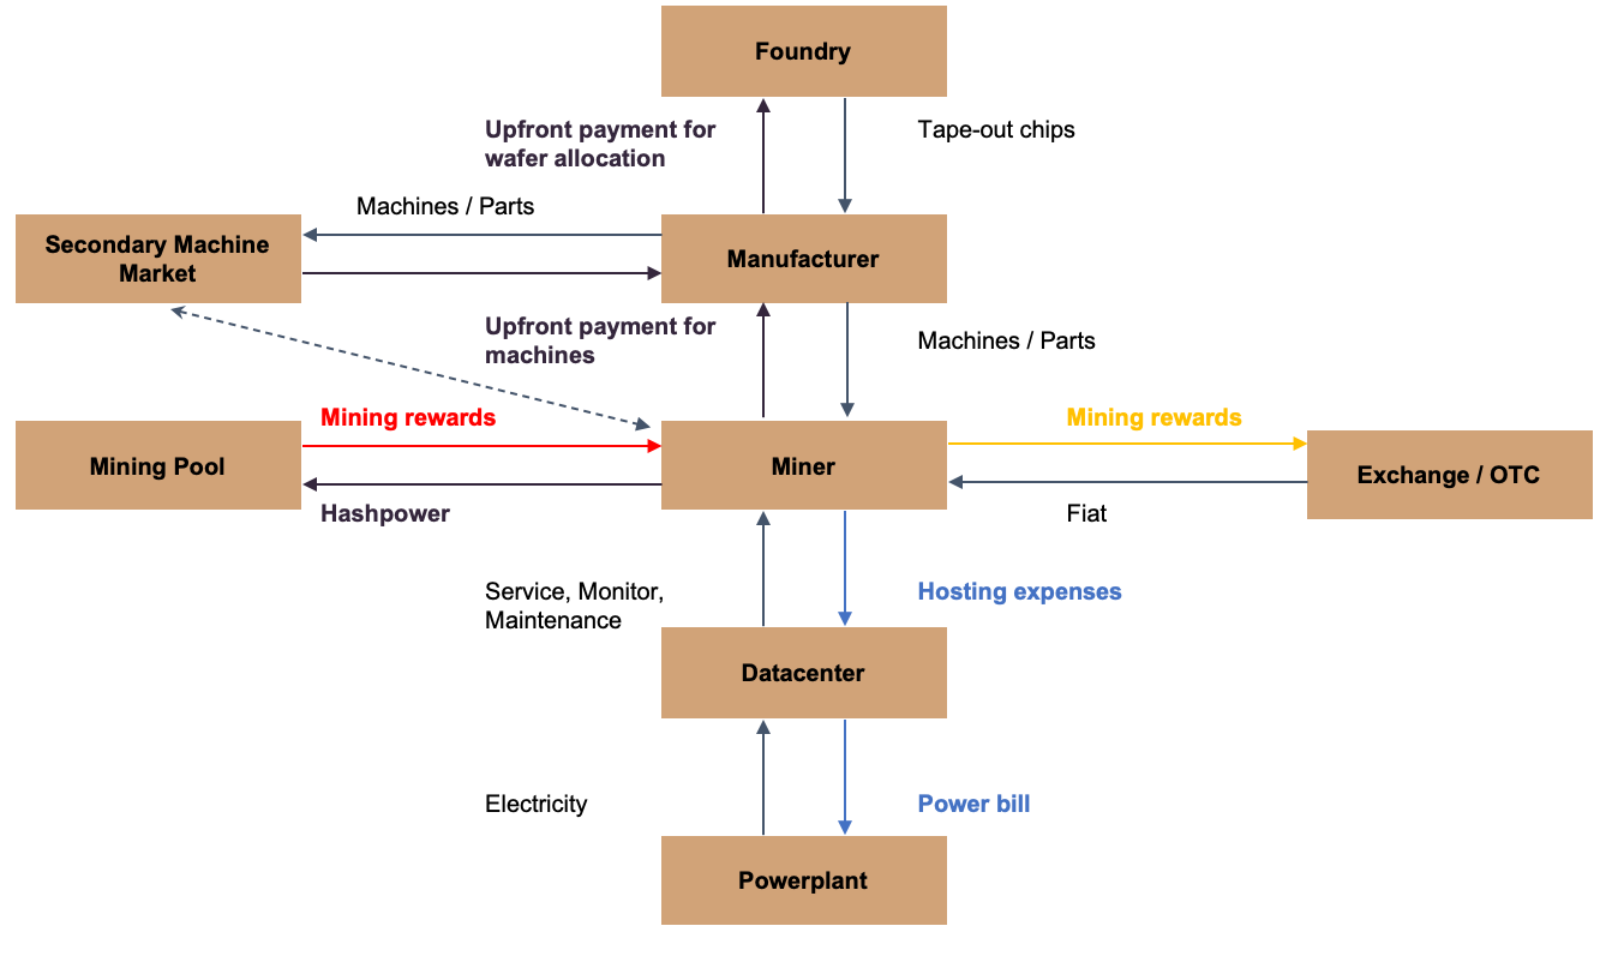 Foundry
Upfront payment for
wafer allocation
Tape-out chips
Machines / Parts
Secondary Machine
Market
Manufacturer
Upfront payment for
machines
Machines / Parts
Mining rewards
Mining rewards
Mining Pool
Miner
Exchange / OTC
Hashpower
Fiat
Service, Monitor,
Maintenance
Hosting expenses
Datacenter
Electricity
Power bill
Powerplant